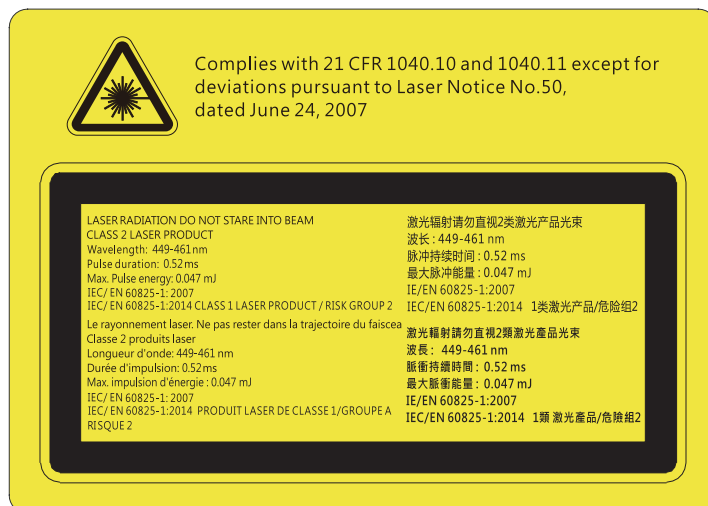 Complies with 21 CFR 1040.10 and 1040.11 except for
deviations pursuant to Laser Notice No.50,
dated June 24, 2007
LASER RADIATION DO NOT STARE INTO BEAM
CLASS 2 LASER PRODUCT
Wavelength: 449-461 nm
Pulse duration: 0.52 ms
Max. Pulse energy: 0.047 mJ
IEC/ EN 60825-1: 2007
IEC/ EN 60825-1:2014 CLASS 1 LASER PRODUCT / RISK GROUP 2
Le rayonnement laser. Ne pas rester dans la trajectoire du faiscea
Classe 2 produits laser
Longueur d'onde: 449-461 nm
Durée d'impulsion: 0.52 ms
Max. impulsion d'énergie : 0.047 mJ
IEC/ EN 60825-1: 2007
IEC/ EN 60825-1:2014 PRODUIT LASER DE CLASSE 1/GROUPE A
RISQUE 2
激光辐射请勿直视2类激光产品光束
波长 : 449-461 nm
脉冲持续时间 : 0.52 ms
最大脉冲能量 : 0.047 mJ
IE/EN 60825-1:2007
IEC/EN 60825-1:2014 1类激光产品/危险组2
激光輻射請勿直視2類激光產品光束
波長 : 449-461 nm
脈衝持續時間 : 0.52 ms
最大脈衝能量 : 0.047 mJ
IE/EN 60825-1:2007
IEC/EN 60825-1:2014 1類 激光產品/危險組2